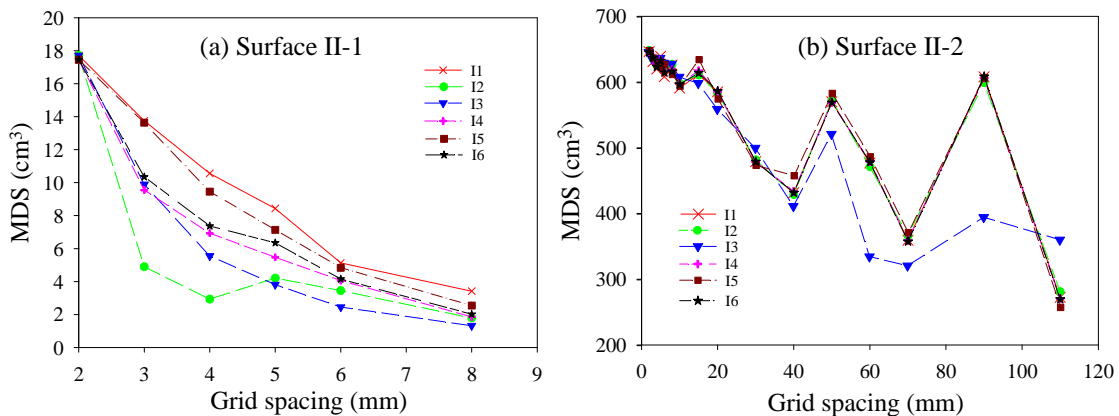 (a) Surface II-1
MDS (cm³)
20
18
16
14
12
10
8
6
4
2
0
I1
I2
I3
I4
I5
I6
2 3 4 5 6 7 8 9
Grid spacing (mm)
(b) Surface II-2
MDS (cm³)
700
600
500
400
300
200
I1
I2
I3
I4
I5
I6
0 20 40 60 80 100 120
Grid spacing (mm)